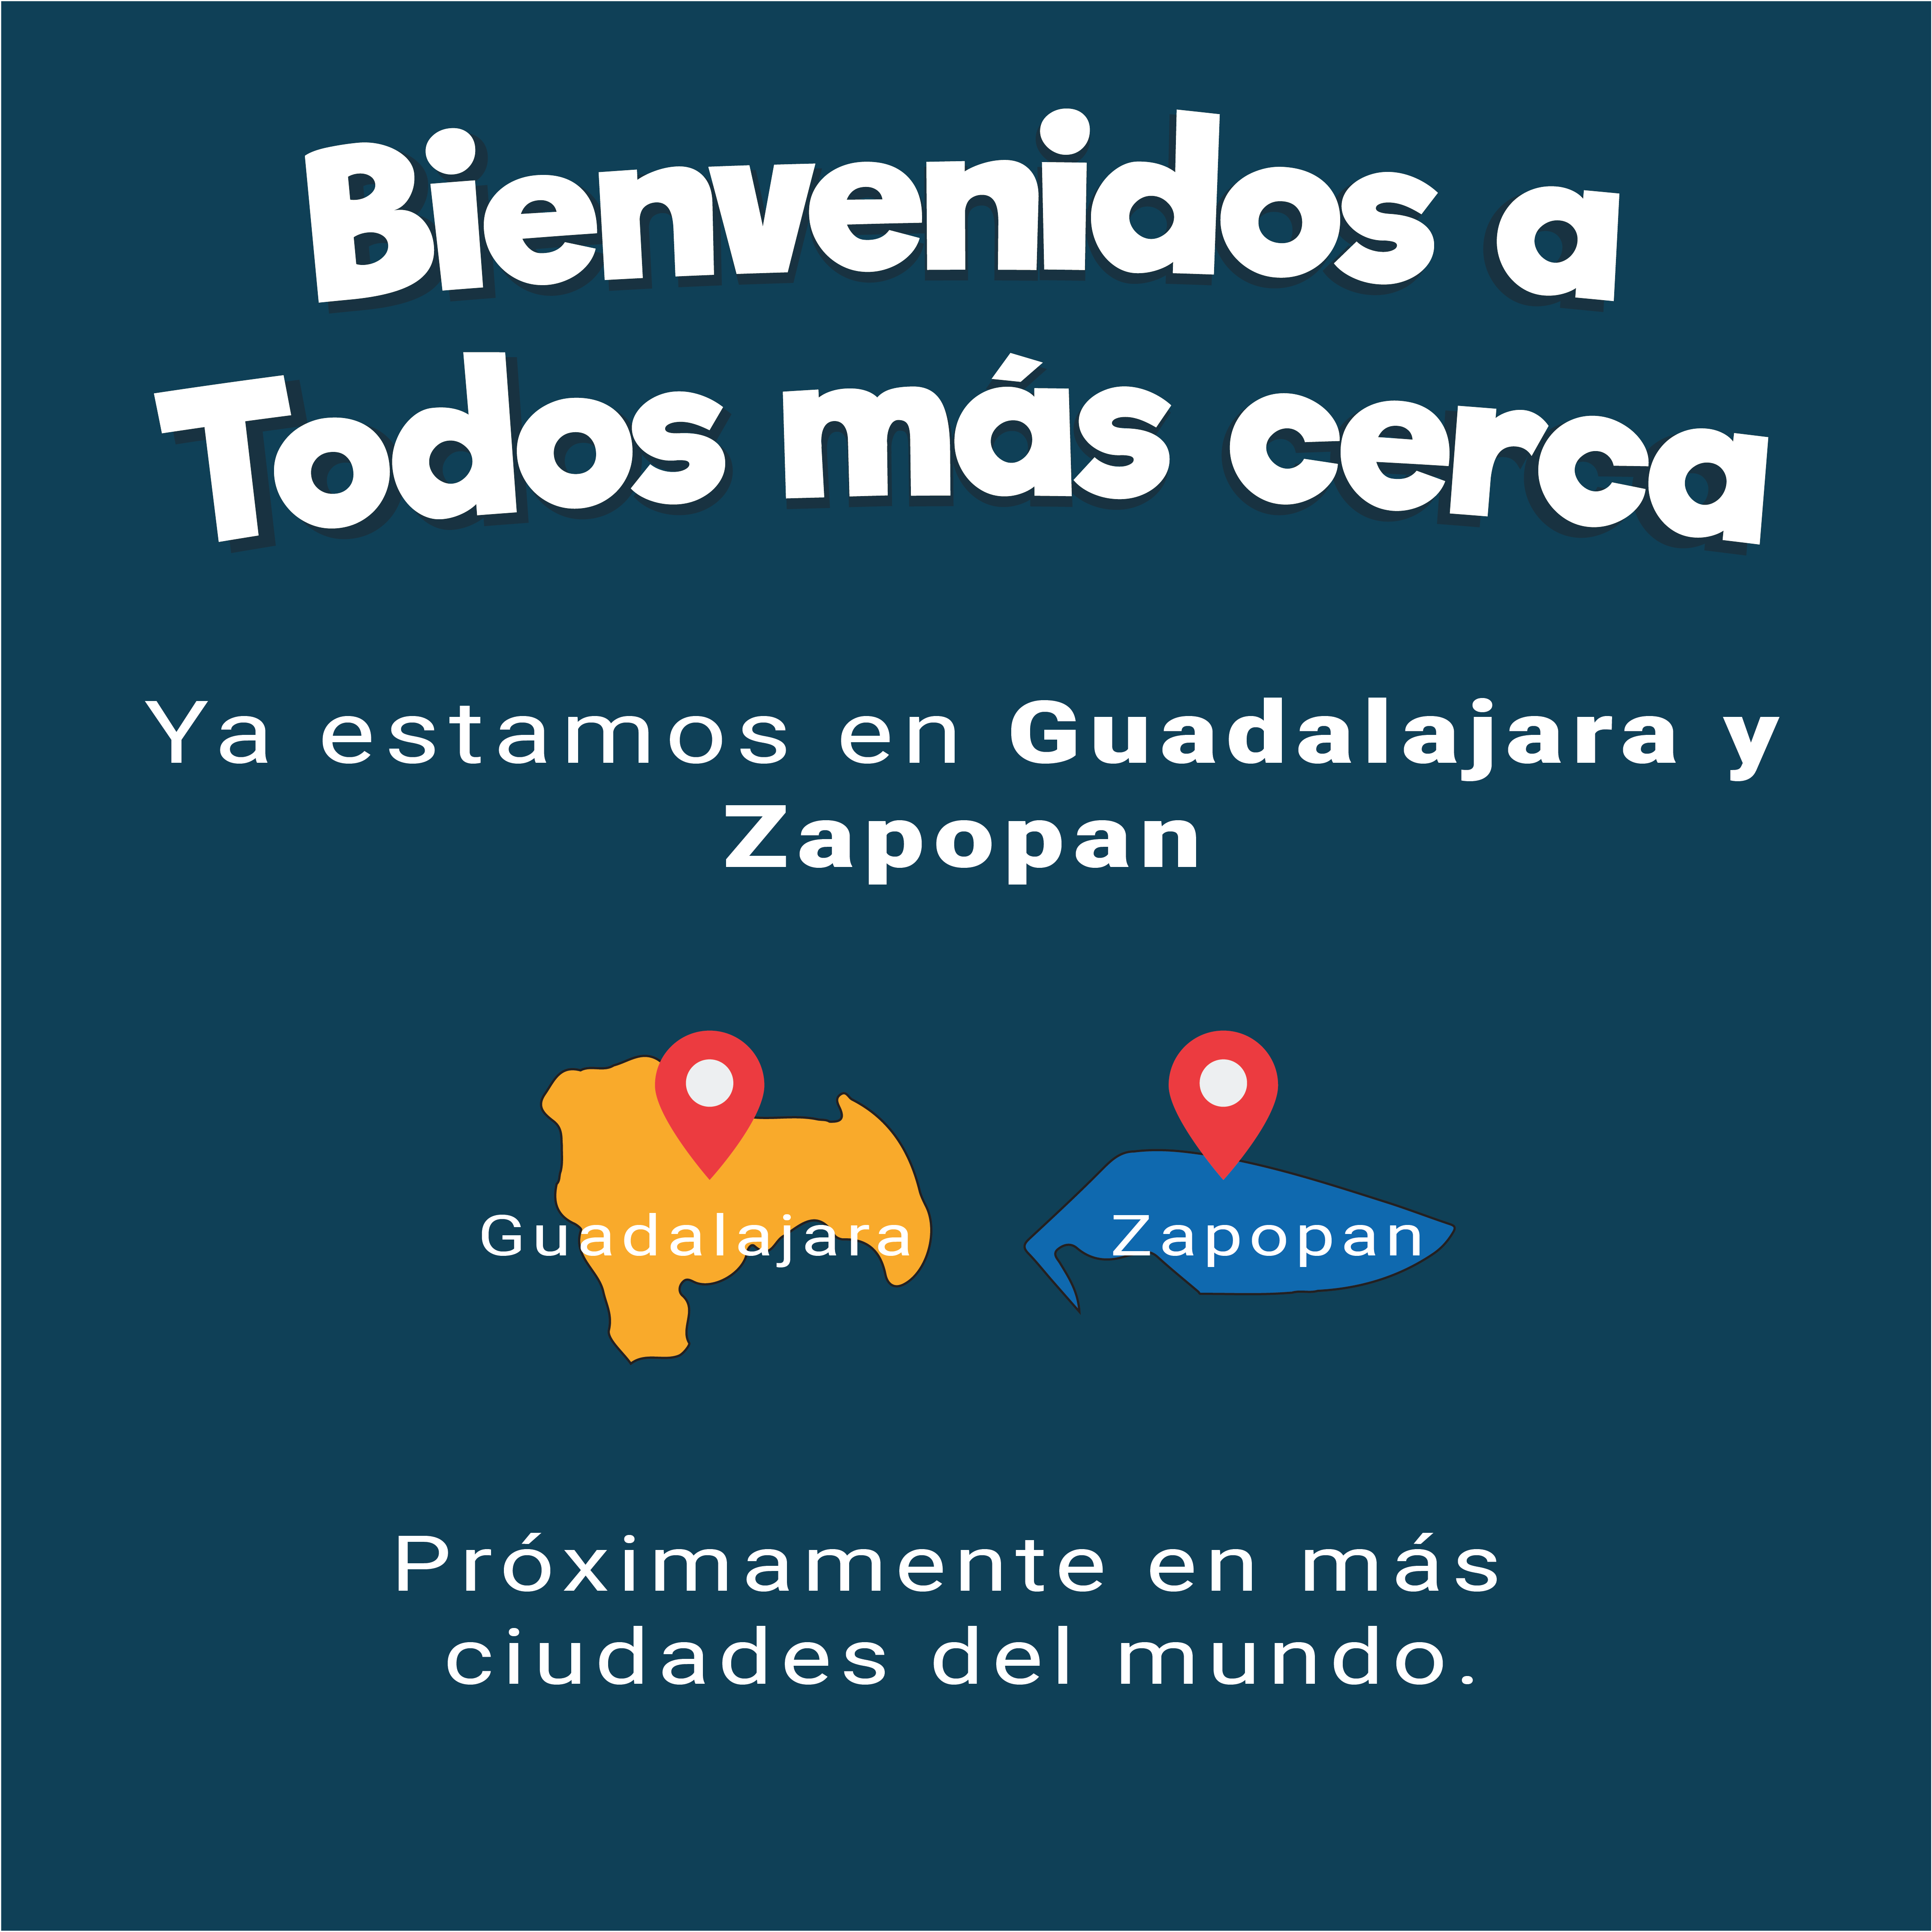 Bienvenidos a
Todos más cerca
Ya estamos en Guadalajara y
Zapopan
Guadalajara
Zapopan
Próximamente en más
ciudades del mundo.